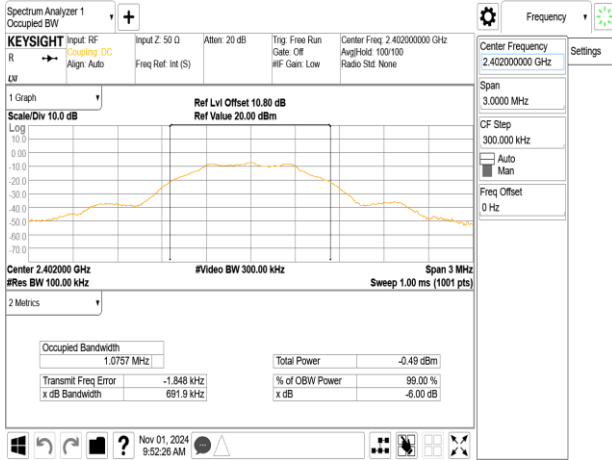 Spectrum Analyzer 1
Occupied BW
Frequency
KEYSIGHT
R
Input: RF
Coupling: DC
Align: Auto
Input Z: 50 Ω
Freq Ref: Int (S)
Atten: 20 dB
Trig: Free Run
Gate: Off
#IF Gain: Low
Center Freq: 2.402000000 GHz
Avg|Hold: 100/100
Radio Std: None
Center Frequency
2.402000000 GHz
Settings
Span
3.0000 MHz
CF Step
300.000 kHz
Auto
Man
Freq Offset
0 Hz
1 Graph
Scale/Div 10.0 dB
Ref Lvl Offset 10.80 dB
Ref Value 20.00 dBm
Log
10.0
0.00
-10.0
-20.0
-30.0
-40.0
-50.0
-60.0
-70.0
Center 2.402000 GHz
#Video BW 300.00 kHz
Span 3 MHz
#Res BW 100.00 kHz
Sweep 1.00 ms (1001 pts)
2 Metrics
Occupied Bandwidth
1.0757 MHz
Total Power -0.49 dBm
Transmit Freq Error -1.848 kHz
% of OBW Power 99.00 %
x dB Bandwidth 691.9 kHz
x dB -6.00 dB
Nov 01, 2024
9:52:26 AM